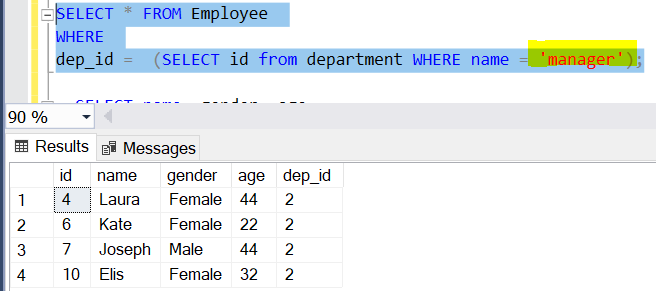 SELECT * FROM Employee
WHERE
dep_id =  (SELECT id from department WHERE name = 'manager');
SELECT name, gender, age
90 %
Results Messages
id name gender age dep_id
1 4 Laura Female 44 2
2 6 Kate Female 22 2
3 7 Joseph Male 44 2
4 10 Elis Female 32 2